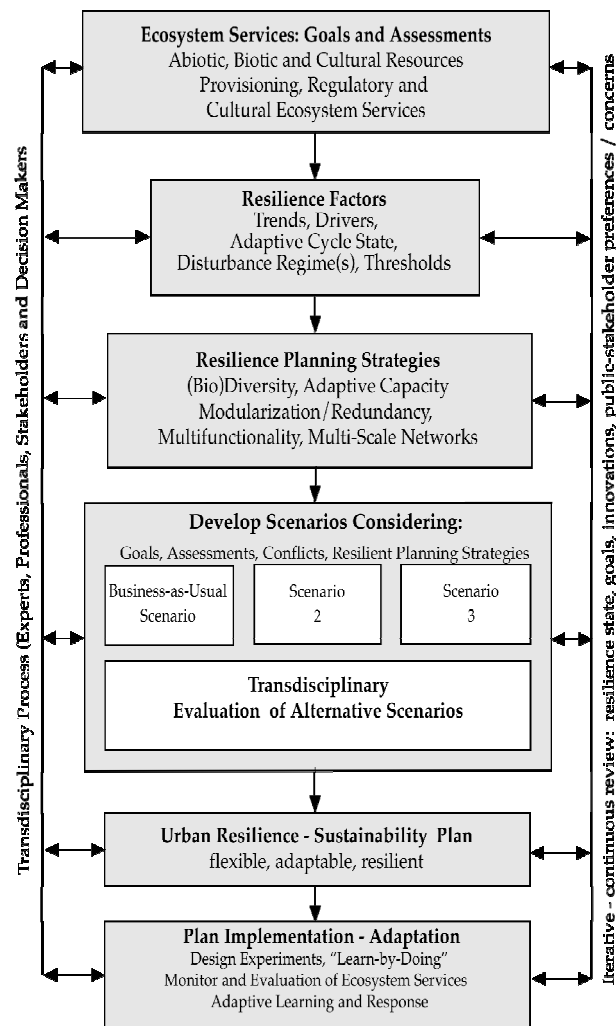 Ecosystem Services: Goals and Assessments
Abiotic, Biotic and Cultural Resources
Provisioning, Regulatory and
Cultural Ecosystem Services
Resilience Factors
Trends, Drivers,
Adaptive Cycle State,
Disturbance Regime(s), Thresholds
Resilience Planning Strategies
(Bio)Diversity, Adaptive Capacity
Modularization/Redundancy,
Multifunctionality, Multi-Scale Networks
Develop Scenarios Considering:
Goals, Assessments, Conflicts, Resilient Planning Strategies
Business-as-Usual
Scenario
Scenario
2
Scenario
3
Transdisciplinary
Evaluation of Alternative Scenarios
Urban Resilience - Sustainability Plan
flexible, adaptable, resilient
Plan Implementation - Adaptation
Design Experiments, “Learn-by-Doing”
Monitor and Evaluation of Ecosystem Services
Adaptive Learning and Response
Transdisciplinary Process (Experts, Professionals, Stakeholders and Decision Makers
Iterative - continuous review: resilience state, goals, innovations, public-stakeholder preferences / concerns